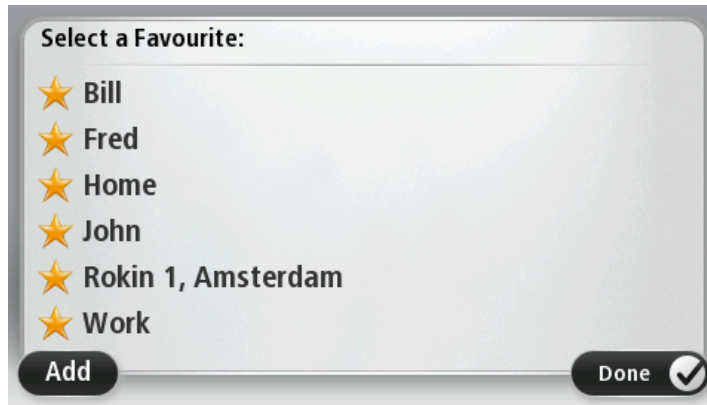 Select a Favourite:
Bill
Fred
Home
John
Rokin 1, Amsterdam
Work
Add
Done